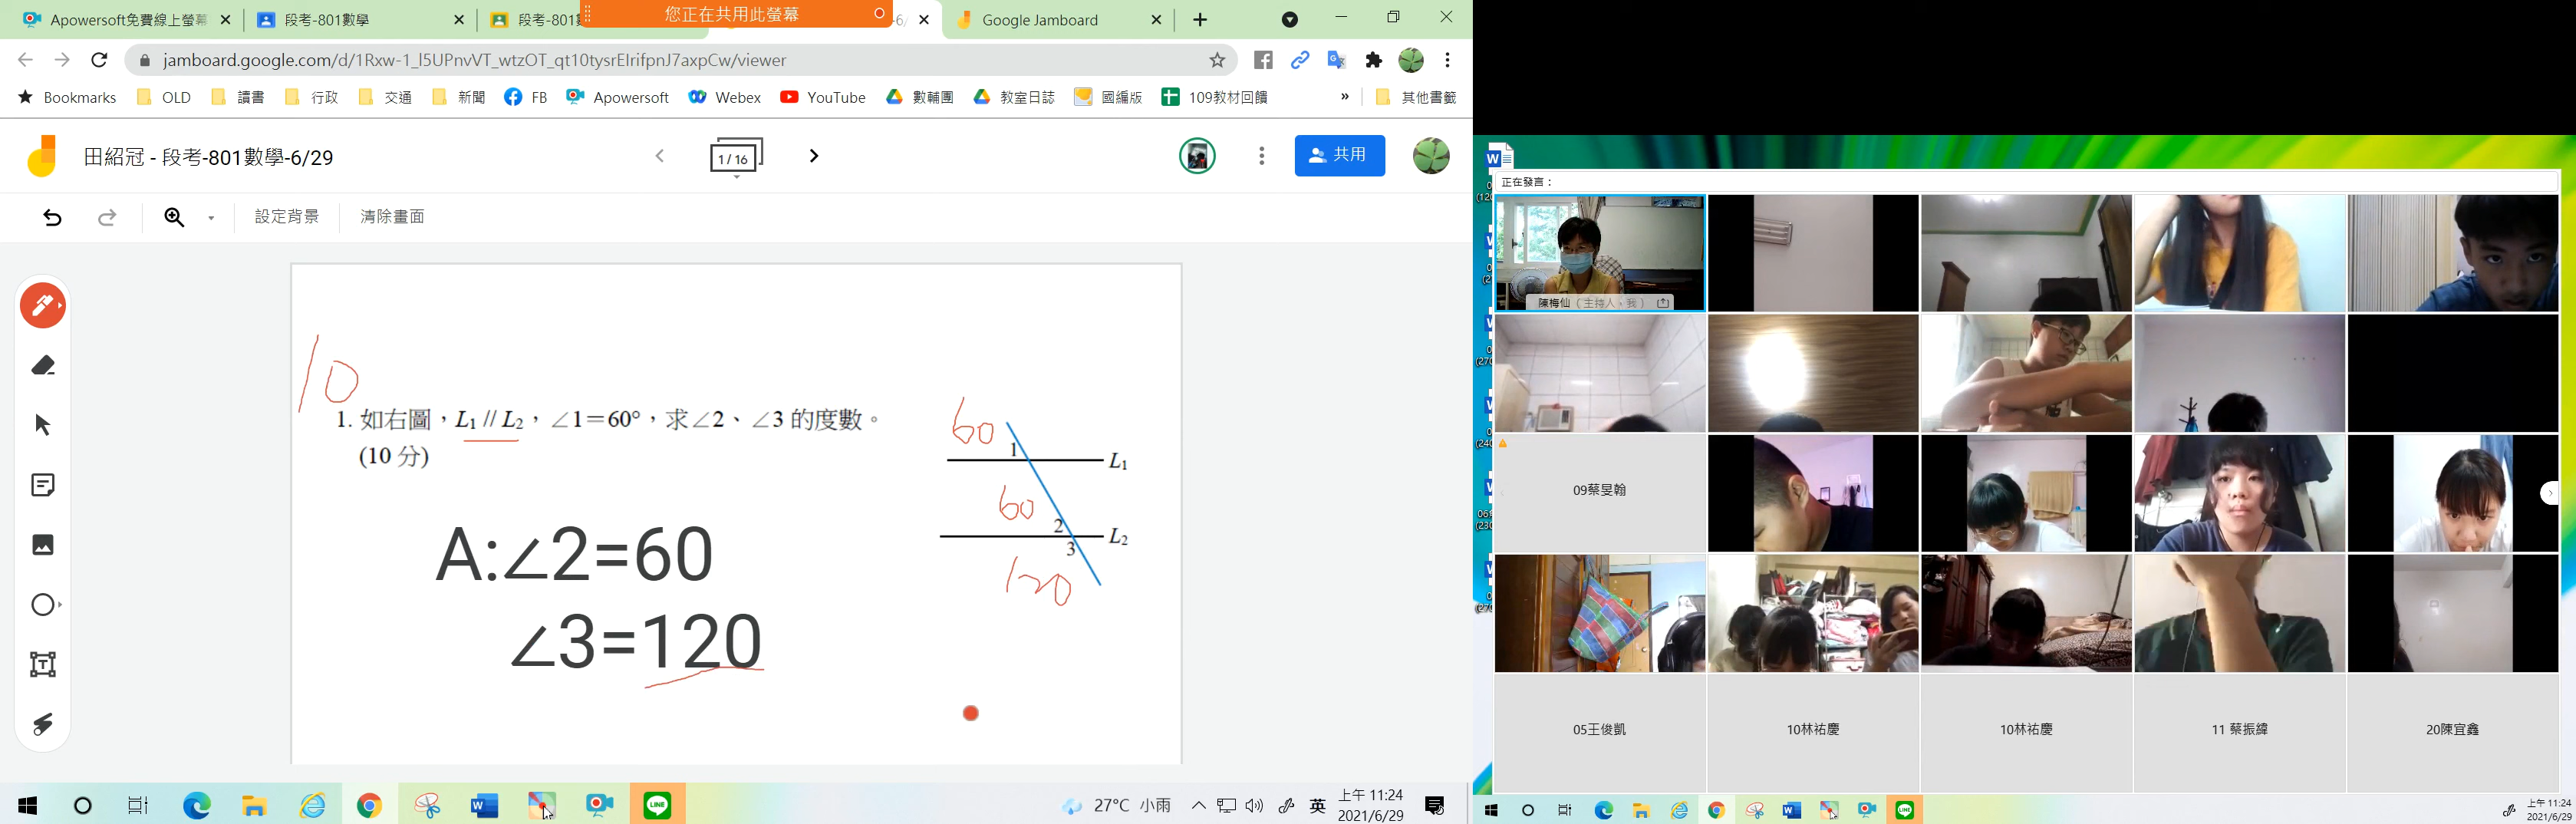 Apowersoft免費線上螢幕
段考-801數學
段考-801
您正在共用此螢幕
Google Jamboard
jamboard.google.com/d/1Rxw-1_l5UPnvVT_wtzOT_qt10tysrEIrifpnJ7axpCw/viewer
Bookmarks OLD 讀書 行政 交通 新聞 FB Apowersoft Webex YouTube 數輔團 教室日誌 國編版 109教材回饋 » 其他書籤
田紹冠 - 段考-801數學-6/29
1 / 16
共用
設定背景 清除畫面
10
1. 如右圖，L₁ // L₂，∠1＝60°，求∠2、∠3 的度數。
(10 分)
A:∠2=60
∠3=120
60
1
L₁
60
2
L₂
3
120
27°C 小雨
英
上午 11:24
2021/6/29
LINE
正在發言：
陳梅仙（主持人，我）
09蔡旻翰
05王俊凱
10林祐慶
10林祐慶
11 蔡振緯
20陳宜鑫
上午 11:24
2021/6/29